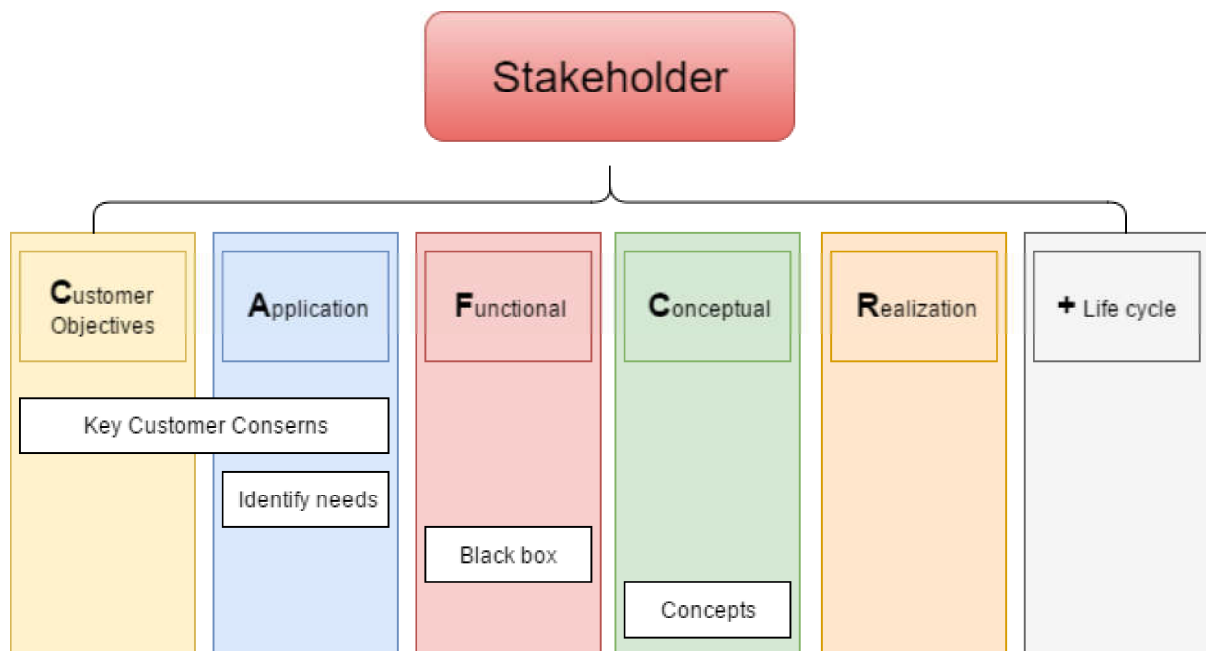 Stakeholder
Customer
Objectives
Application
Functional
Conceptual
Realization
+ Life cycle
Key Customer Conserns
Identify needs
Black box
Concepts